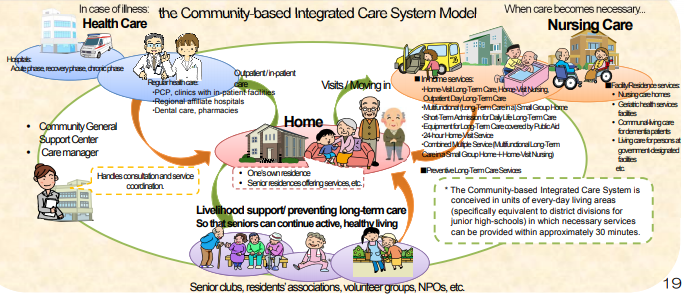 In case of illness:
Health Care
the Community-based Integrated Care System Model
When care becomes necessary...
Nursing Care
Hospitals:
Acute phase, recovery phase, chronic phase
Regular health care:
•PCP, clinics with in-patient facilities
•Regional affiliate hospitals
•Dental care, pharmacies
Outpatient / in-patient
care
Visits / Moving in
■In-home services:
•Home-Visit Long-Term Care, Home-Visit Nursing,
Outpatient Day Long-Term Care
•Multifunctional (Long-Term Care in a) Small Group Home
•Short-Term Admission for Daily Life Long-Term Care
•Equipment for Long-Term Care covered by Public Aid
•24-hour Home-Visit Service
•Combined Multiple Service (Multifunctional Long-Term
Care in a Small Group Home + Home-Visit Nursing)
■Preventive Long-Term Care Services
■Facility/Residence services:
• Nursing care homes
• Geriatric health services
facilities
• Communal-living care
for dementia patients
• Living care for persons at
government designated
facilities
etc.
• Community General
Support Center
• Care manager
Home
Handles consultation and service
coordination.
• One's own residence
• Senior residences offering services, etc.
* The Community-based Integrated Care System is
conceived in units of every-day living areas
(specifically equivalent to district divisions for
junior high-schools) in which necessary services
can be provided within approximately 30 minutes.
Livelihood support/ preventing long-term care
So that seniors can continue active, healthy living
Senior clubs, residents' associations, volunteer groups, NPOs, etc.
19